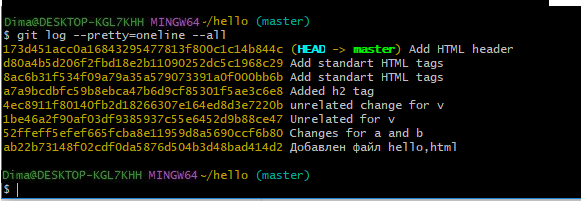 Dima@DESKTOP-KGL7KHH MINGW64 ~/hello (master)
$ git log --pretty=oneline --all
173d451acc0a16843295477813f800c1c14b844c (HEAD -> master) Add HTML header
d80a4b5d206f2fbd18e2b11090252dc5c1968c29 Add standart HTML tags
8ac6b31f534f09a79a35a579073391a0f000bb6b Add standart HTML tags
a7a9bcdbfc59b8ebca47b6d9cf85301f5ae3c6e8 Added h2 tag
4ec8911f80140fb2d18266307e164ed8d3e7220b unrelated change for v
1be46a2f90af03df9385937c55e6452d9b88ce47 Unrelated for v
52ffeff5efef665fcba8e11959d8a5690ccf6b80 Changes for a and b
ab22b73148f02cdf0da5876d504b3d48bad414d2 Добавлен файл hello,html
Dima@DESKTOP-KGL7KHH MINGW64 ~/hello (master)
$